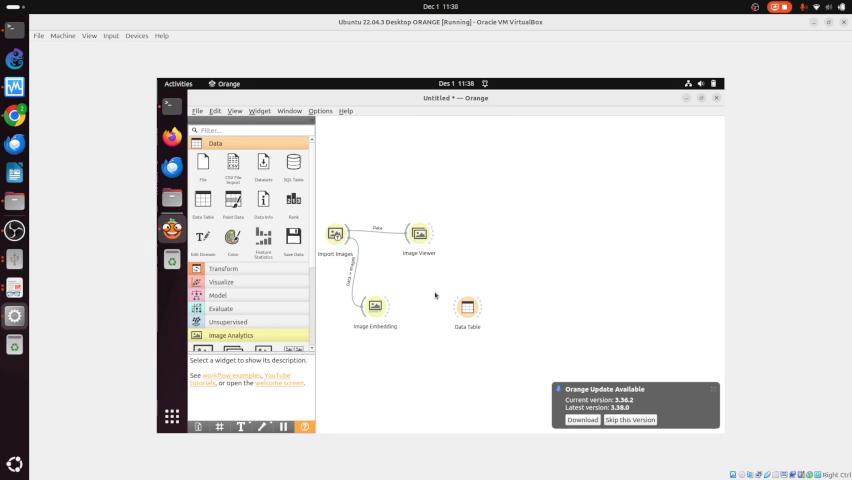 Dec 1 11:38
Ubuntu 22.04.3 Desktop ORANGE [Running] - Oracle VM VirtualBox
File Machine View Input Devices Help
Activities Orange Des 1 11:38
Untitled * — Orange
File Edit View Widget Window Options Help
Filter...
Data
File CSV File Import Datasets SQL Table
Data Table Paint Data Data Info Rank
Edit Domain Color Feature Statistics Save Data
Transform
Visualize
Model
Evaluate
Unsupervised
Image Analytics
Select a widget to show its description.
See workflow examples, YouTube
tutorials, or open the welcome screen.
Data
Import Images
Image Viewer
Data → Images
Image Embedding
Data Table
Orange Update Available
Current version: 3.36.2
Latest version: 3.38.0
Download Skip this Version
Right Ctrl